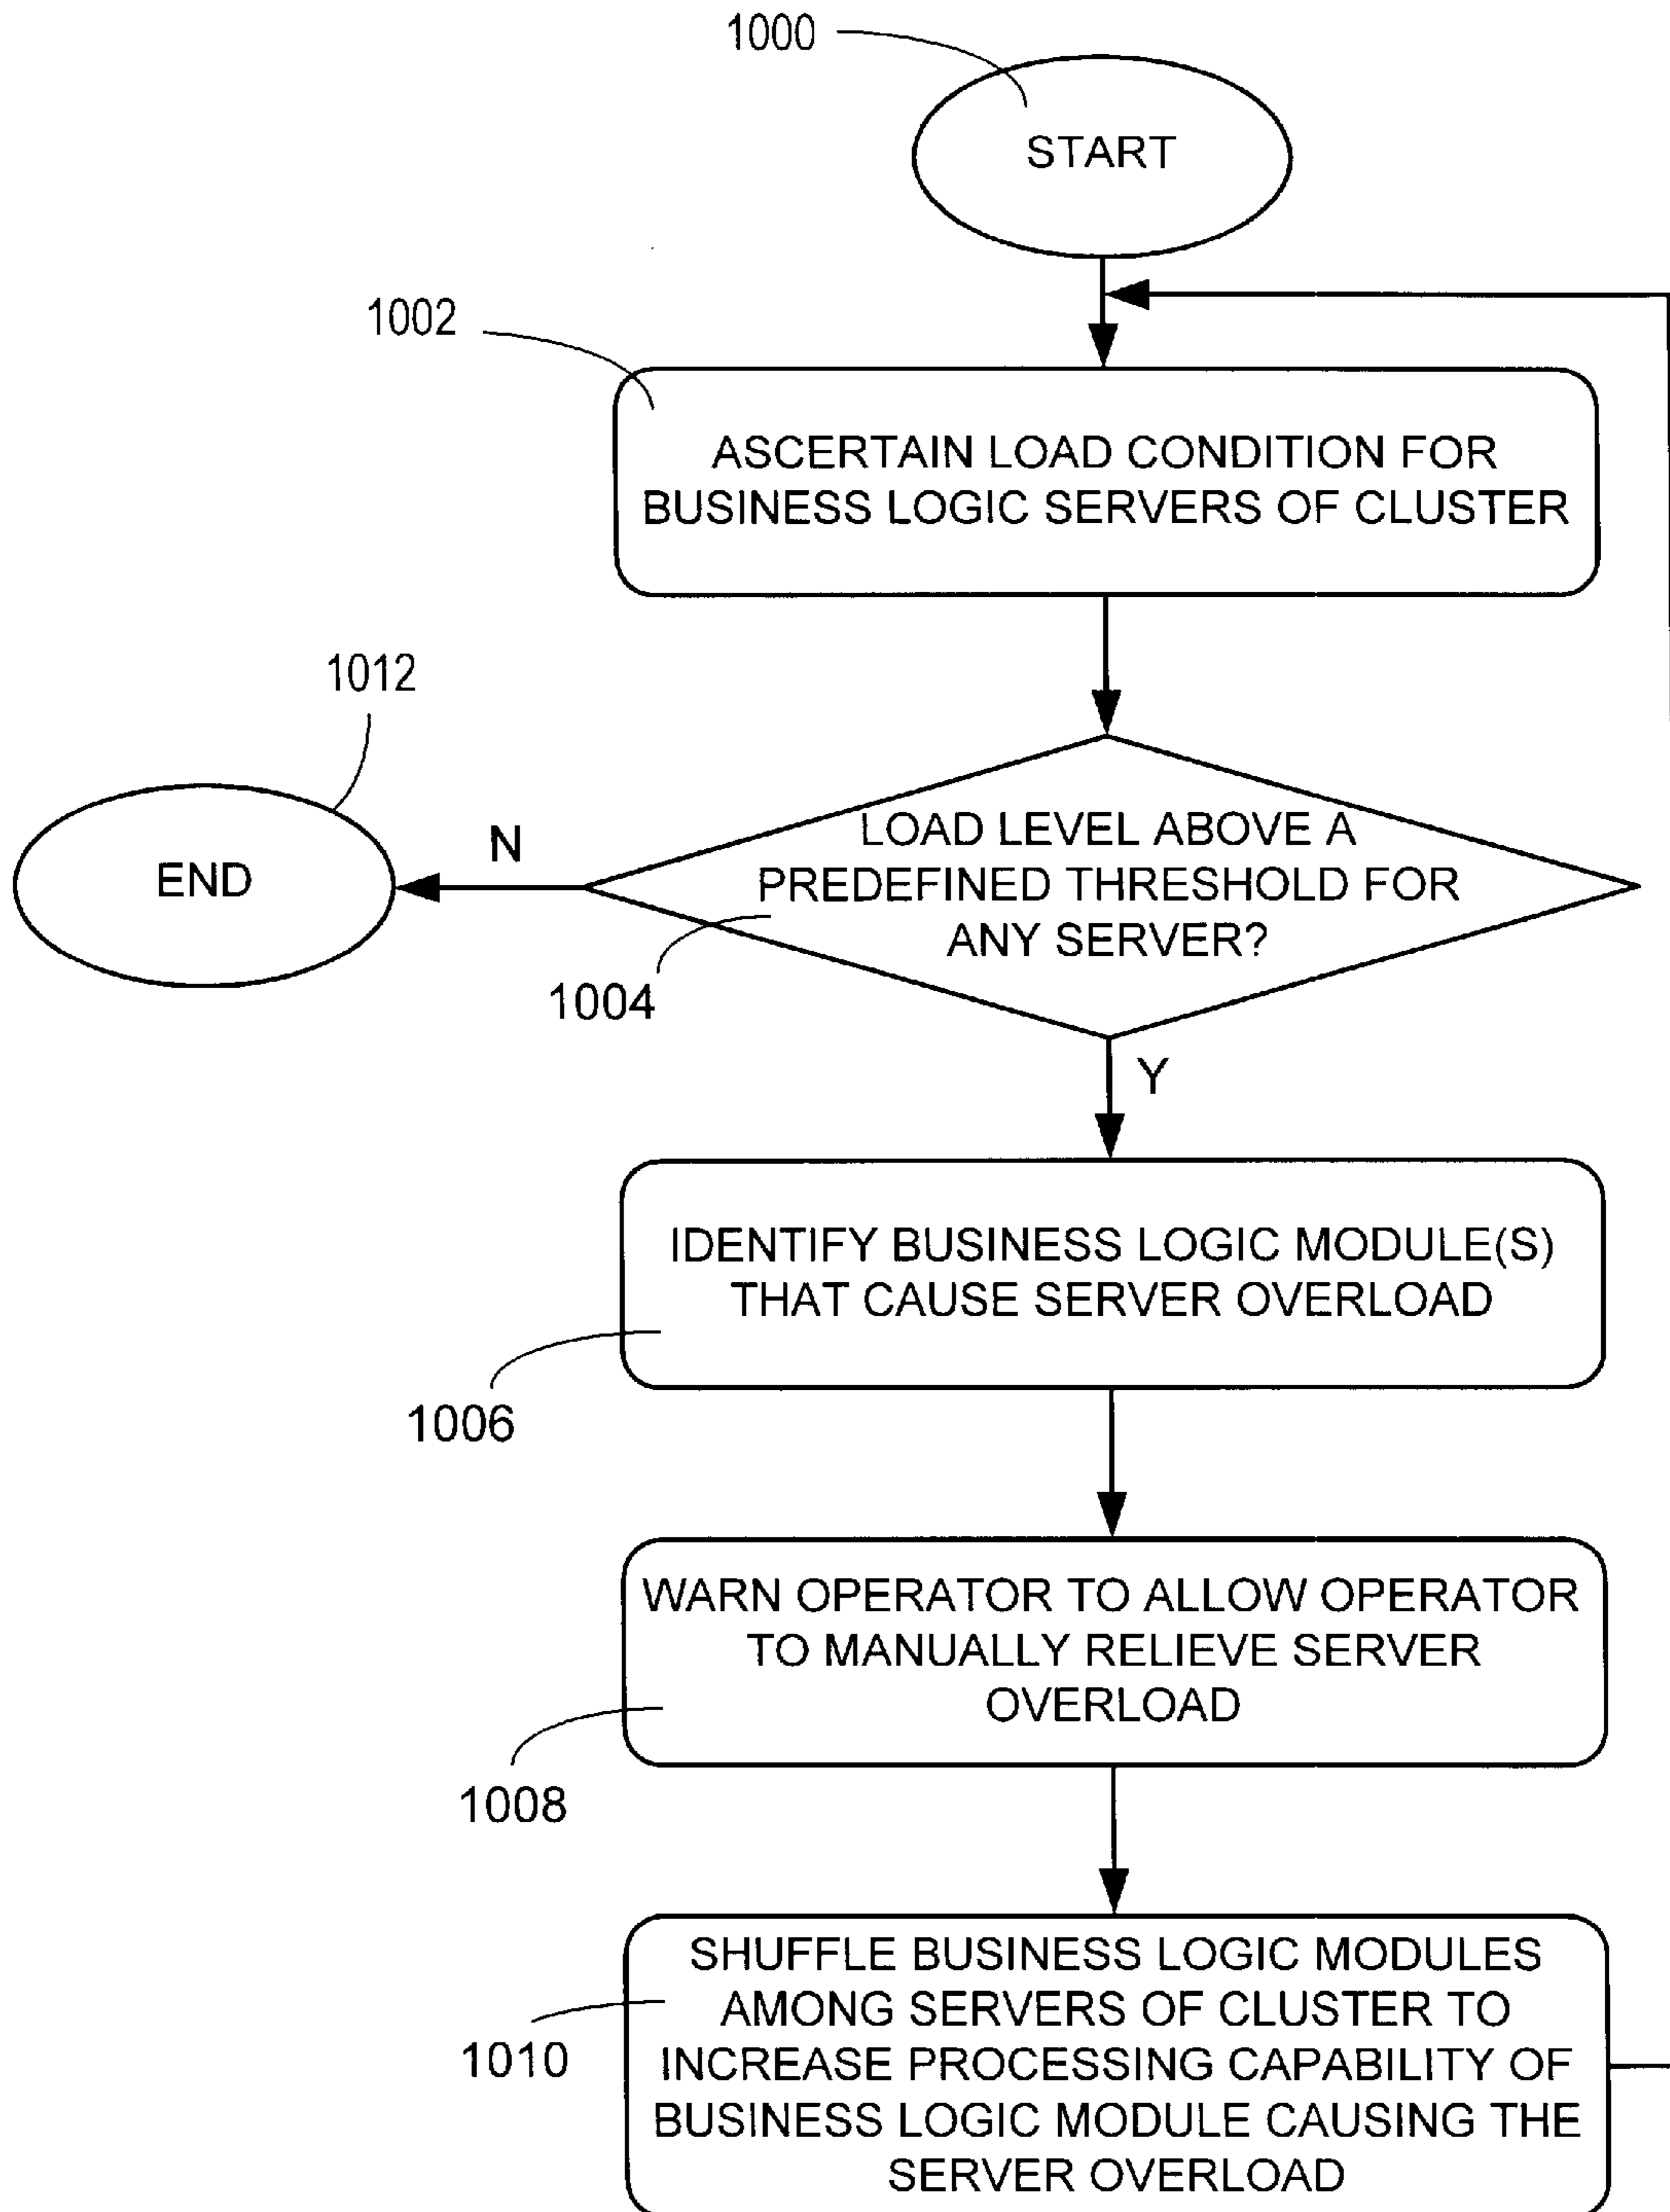 1000
START
1002
ASCERTAIN LOAD CONDITION FOR
BUSINESS LOGIC SERVERS OF CLUSTER
1012
END
N
LOAD LEVEL ABOVE A
PREDEFINED THRESHOLD FOR
ANY SERVER?
1004
Y
IDENTIFY BUSINESS LOGIC MODULE(S)
THAT CAUSE SERVER OVERLOAD
1006
WARN OPERATOR TO ALLOW OPERATOR
TO MANUALLY RELIEVE SERVER
OVERLOAD
1008
SHUFFLE BUSINESS LOGIC MODULES
AMONG SERVERS OF CLUSTER TO
INCREASE PROCESSING CAPABILITY OF
BUSINESS LOGIC MODULE CAUSING THE
SERVER OVERLOAD
1010